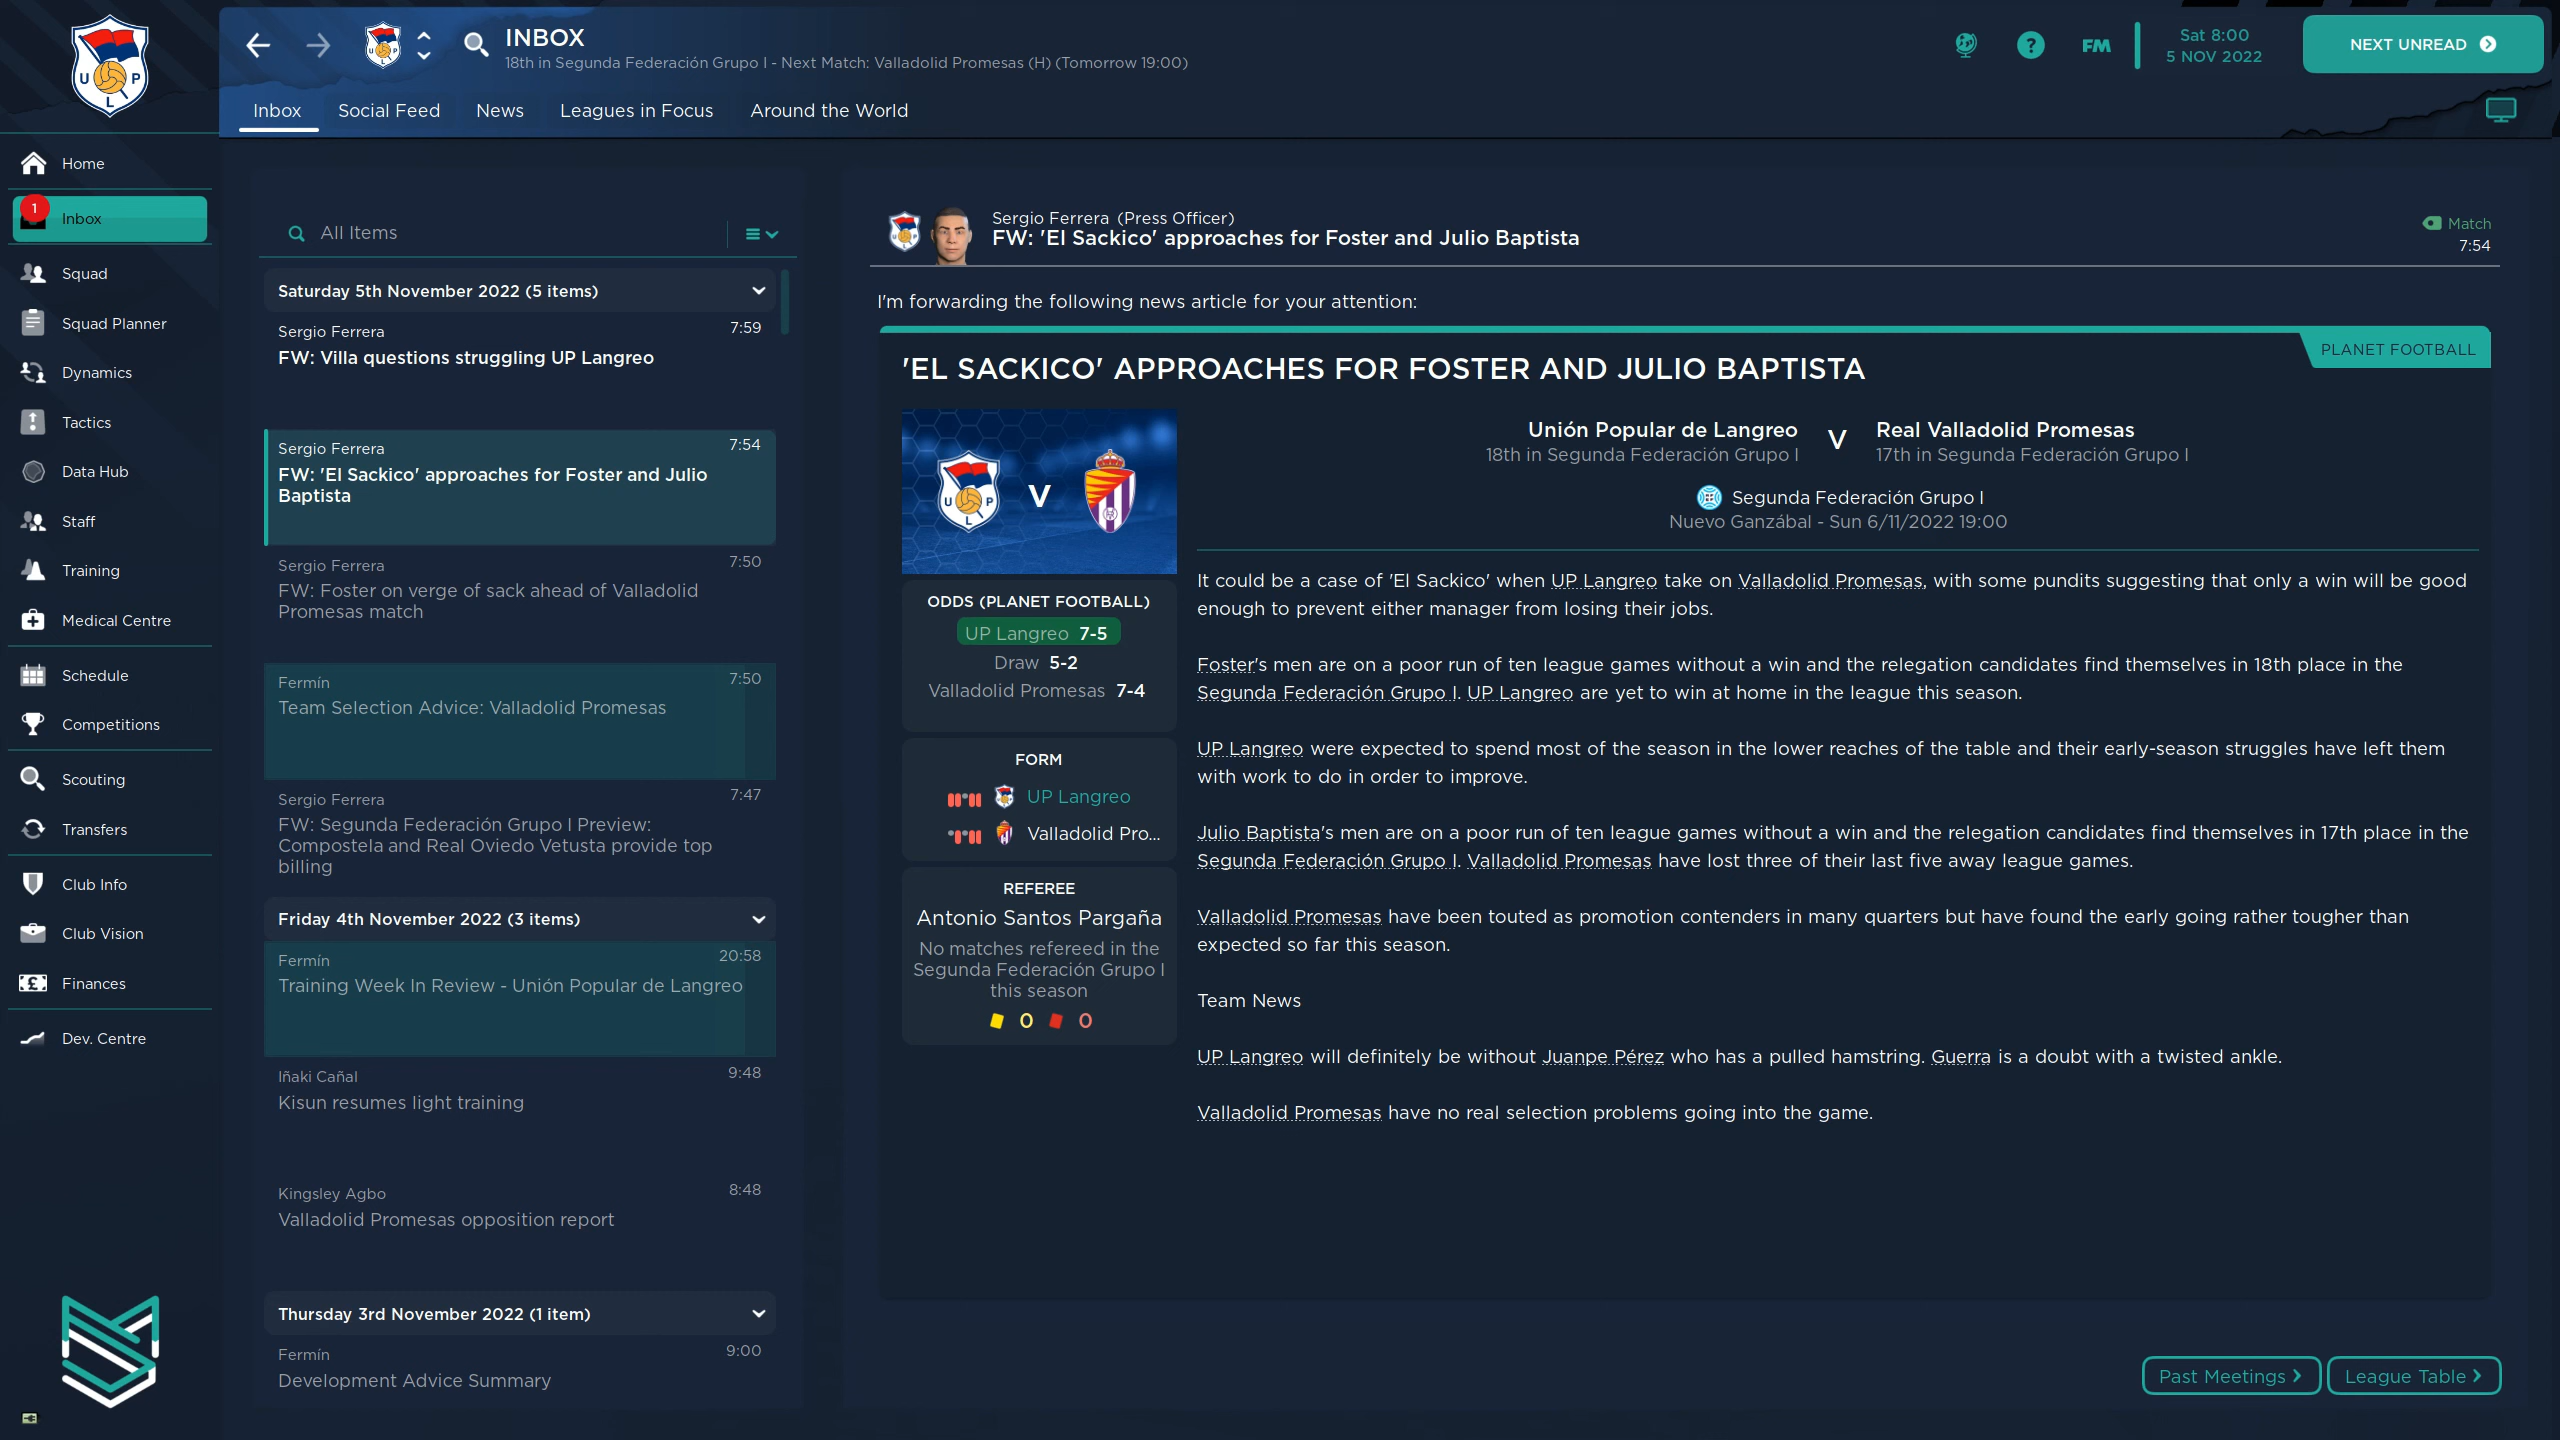 INBOX
18th in Segunda Federación Grupo I - Next Match: Valladolid Promesas (H) (Tomorrow 19:00)
FM
Sat 8:00
5 NOV 2022
NEXT UNREAD
Inbox
Social Feed
News
Leagues in Focus
Around the World
U P
L
Home
1
Inbox
Squad
Squad Planner
Dynamics
Tactics
Data Hub
Staff
Training
Medical Centre
Schedule
Competitions
Scouting
Transfers
Club Info
Club Vision
Finances
Dev. Centre
All Items
Saturday 5th November 2022 (5 items)
Sergio Ferrera 7:59
FW: Villa questions struggling UP Langreo
Sergio Ferrera 7:54
FW: 'El Sackico' approaches for Foster and Julio
Baptista
Sergio Ferrera 7:50
FW: Foster on verge of sack ahead of Valladolid
Promesas match
Fermín 7:50
Team Selection Advice: Valladolid Promesas
Sergio Ferrera 7:47
FW: Segunda Federación Grupo I Preview:
Compostela and Real Oviedo Vetusta provide top
billing
Friday 4th November 2022 (3 items)
Fermín 20:58
Training Week In Review - Unión Popular de Langreo
Iñaki Cañal 9:48
Kisun resumes light training
Kingsley Agbo 8:48
Valladolid Promesas opposition report
Thursday 3rd November 2022 (1 item)
Fermín 9:00
Development Advice Summary
Sergio Ferrera (Press Officer)
FW: 'El Sackico' approaches for Foster and Julio Baptista
Match
7:54
I'm forwarding the following news article for your attention:
PLANET FOOTBALL
'EL SACKICO' APPROACHES FOR FOSTER AND JULIO BAPTISTA
U P
L
V
Unión Popular de Langreo V Real Valladolid Promesas
18th in Segunda Federación Grupo I 17th in Segunda Federación Grupo I
Segunda Federación Grupo I
Nuevo Ganzábal - Sun 6/11/2022 19:00
ODDS (PLANET FOOTBALL)
UP Langreo 7-5
Draw 5-2
Valladolid Promesas 7-4
FORM
UP Langreo
Valladolid Pro...
REFEREE
Antonio Santos Pargaña
No matches refereed in the
Segunda Federación Grupo I
this season
0 0
It could be a case of 'El Sackico' when UP Langreo take on Valladolid Promesas, with some pundits suggesting that only a win will be good
enough to prevent either manager from losing their jobs.
Foster's men are on a poor run of ten league games without a win and the relegation candidates find themselves in 18th place in the
Segunda Federación Grupo I. UP Langreo are yet to win at home in the league this season.
UP Langreo were expected to spend most of the season in the lower reaches of the table and their early-season struggles have left them
with work to do in order to improve.
Julio Baptista's men are on a poor run of ten league games without a win and the relegation candidates find themselves in 17th place in the
Segunda Federación Grupo I. Valladolid Promesas have lost three of their last five away league games.
Valladolid Promesas have been touted as promotion contenders in many quarters but have found the early going rather tougher than
expected so far this season.
Team News
UP Langreo will definitely be without Juanpe Pérez who has a pulled hamstring. Guerra is a doubt with a twisted ankle.
Valladolid Promesas have no real selection problems going into the game.
Past Meetings
League Table